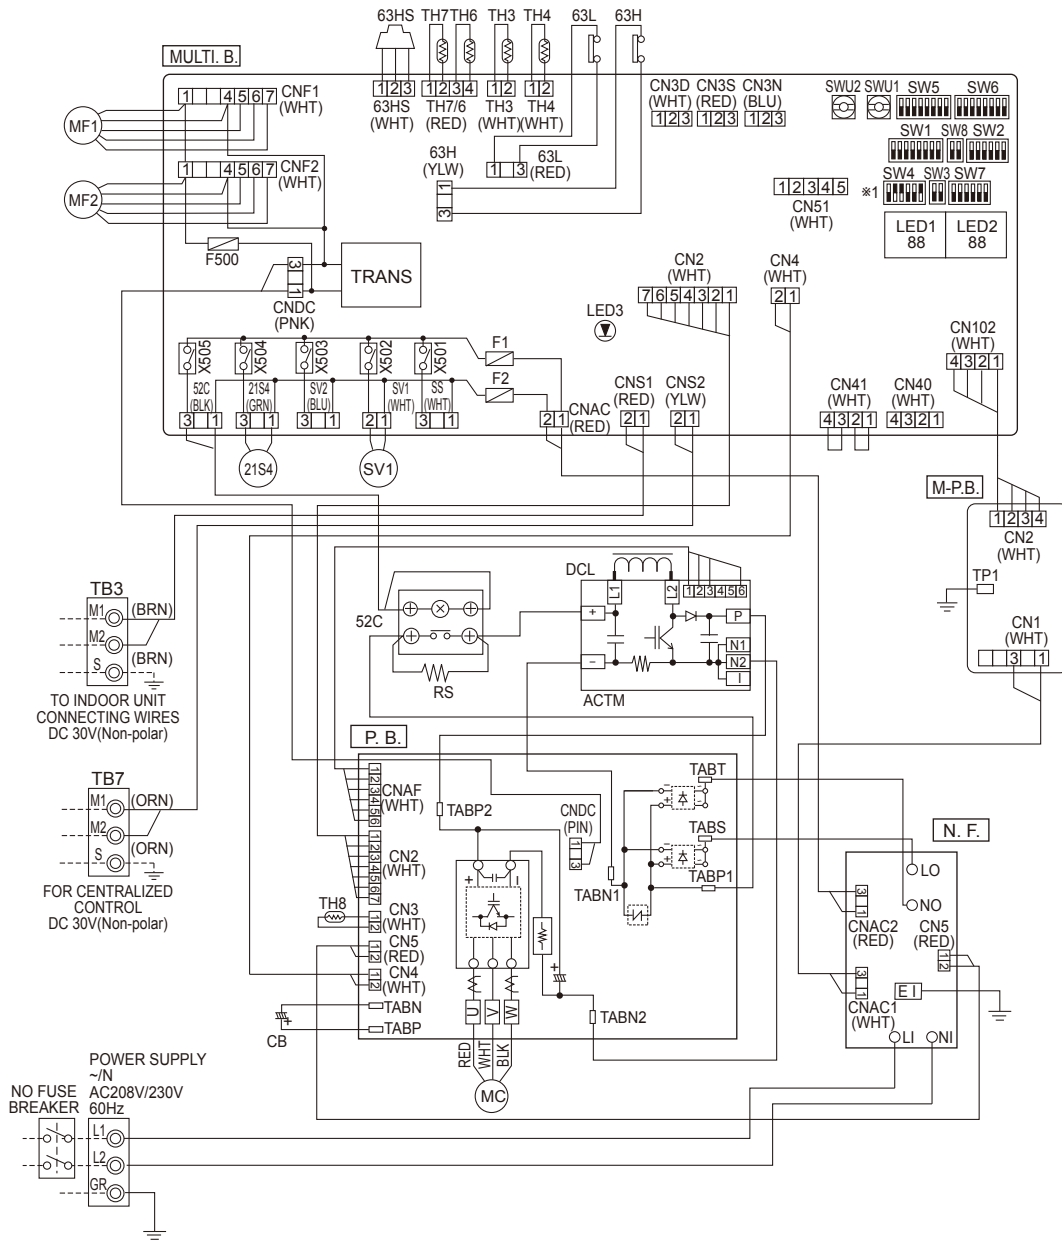 63HS TH7 TH6 TH3 TH4 63L 63H
MULTI. B.
CNF1
(WHT)
1 4 5 6 7
MF1
CNF2
(WHT)
1 4 5 6 7
MF2
F500
3 1
CNDC
(PNK)
TRANS
1 2 3
63HS
(WHT)
1 2 3 4
TH7/6
(RED)
1 2
TH3
(WHT)
1 2
TH4
(WHT)
63H
(YLW)
1
3
1 3
63L
(RED)
CN3D
(WHT)
1 2 3
CN3S
(RED)
1 2 3
CN3N
(BLU)
1 2 3
SWU2 SWU1 SW5 SW6
SW1 SW8 SW2
※1 SW4 SW3 SW7
1 2 3 4 5
CN51
(WHT)
LED1
88
LED2
88
LED3
CN2
(WHT)
7 6 5 4 3 2 1
CN4
(WHT)
2 1
CN102
(WHT)
4 3 2 1
X505 X504 X503 X502 X501
F1
F2
52C
(BLK)
3 1
21S4
(GRN)
3 1
SV2
(BLU)
3 1
SV1
(WHT)
2 1
SS
(WHT)
3 1
2 1
CNAC
(RED)
CNS1
(RED)
2 1
CNS2
(YLW)
2 1
CN41
(WHT)
4 3 2 1
CN40
(WHT)
4 3 2 1
21S4
SV1
M-P.B.
1 2 3 4
CN2
(WHT)
TP1
CN1
(WHT)
3 1
TB3
M1 (BRN)
M2
(BRN)
S
TO INDOOR UNIT
CONNECTING WIRES
DC 30V(Non-polar)
TB7
M1 (ORN)
M2
(ORN)
S
FOR CENTRALIZED
CONTROL
DC 30V(Non-polar)
52C
RS
DCL
L1 L2
1 2 3 4 5 6
+
−
P
N1
N2
I
ACTM
P. B.
1 2 3 4 5 6
CNAF
(WHT)
1 2 3 4 5 6 7
CN2
(WHT)
TH8
1 2
CN3
(WHT)
1 2
CN5
(RED)
1 2
CN4
(WHT)
TABN
TABP
CB
TABP2
CNDC
(PIN)
1 3
TABN1
TABT
TABS
TABP1
TABN2
U V W
RED WHT BLK
MC
N. F.
LO
NO
3 1
CNAC2
(RED)
CN5
(RED)
1 2
3 1
CNAC1
(WHT)
E I
LI NI
POWER SUPPLY
~/N
AC208V/230V
60Hz
NO FUSE
BREAKER
L1
L2
GR